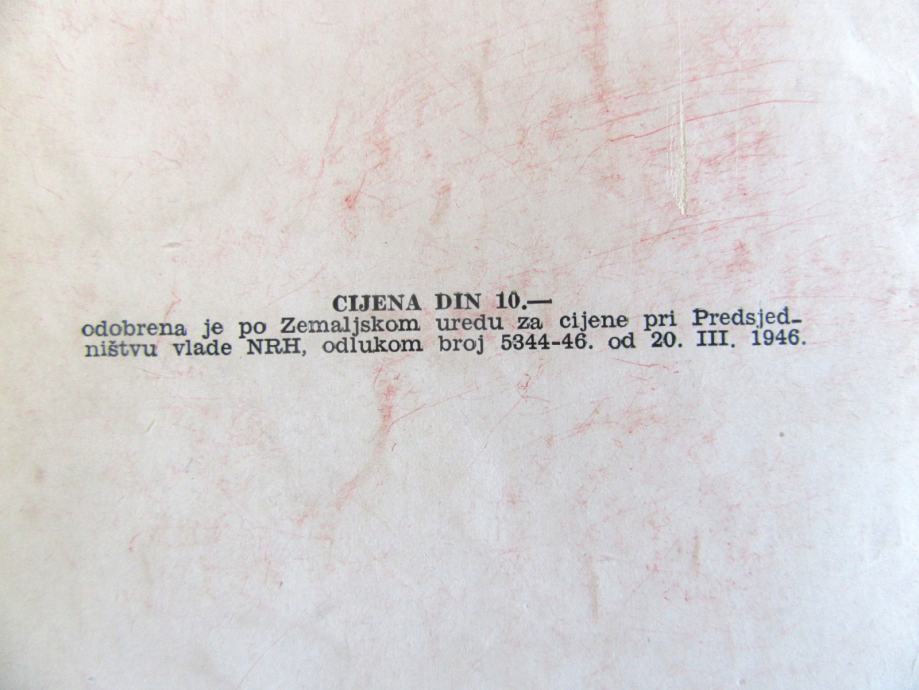 CIJENA DIN 10.—
odobrena je po Zemaljskom uredu za cijene pri Predsjed-
ništvu vlade NRH, odlukom broj 5344-46. od 20. III. 1946.